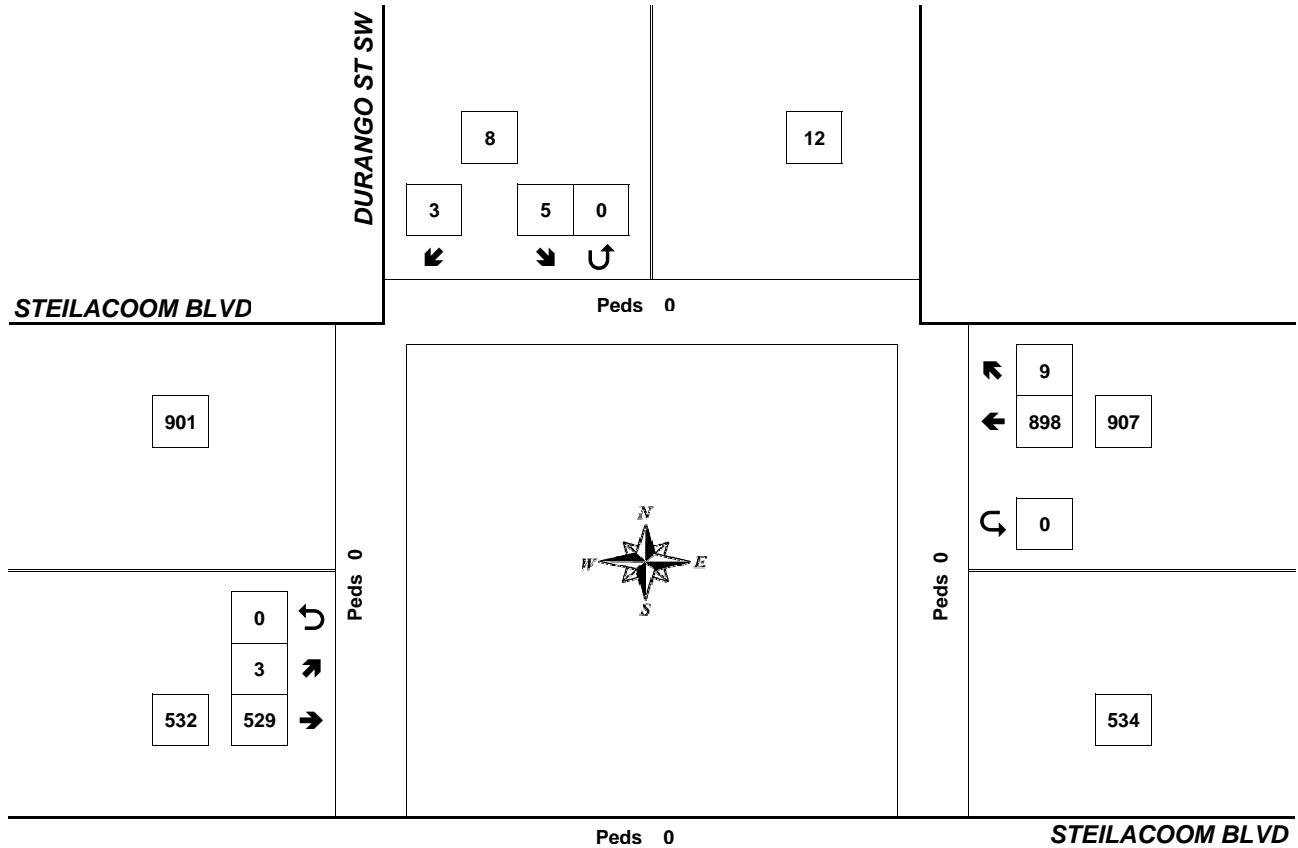 DURANGO ST SW
8
12
3 5 0
STEILACOOM BLVD
Peds 0
9
901
898 907
N
0
W E
Peds 0
Peds 0
S
0
3
532 529
534
Peds 0
STEILACOOM BLVD